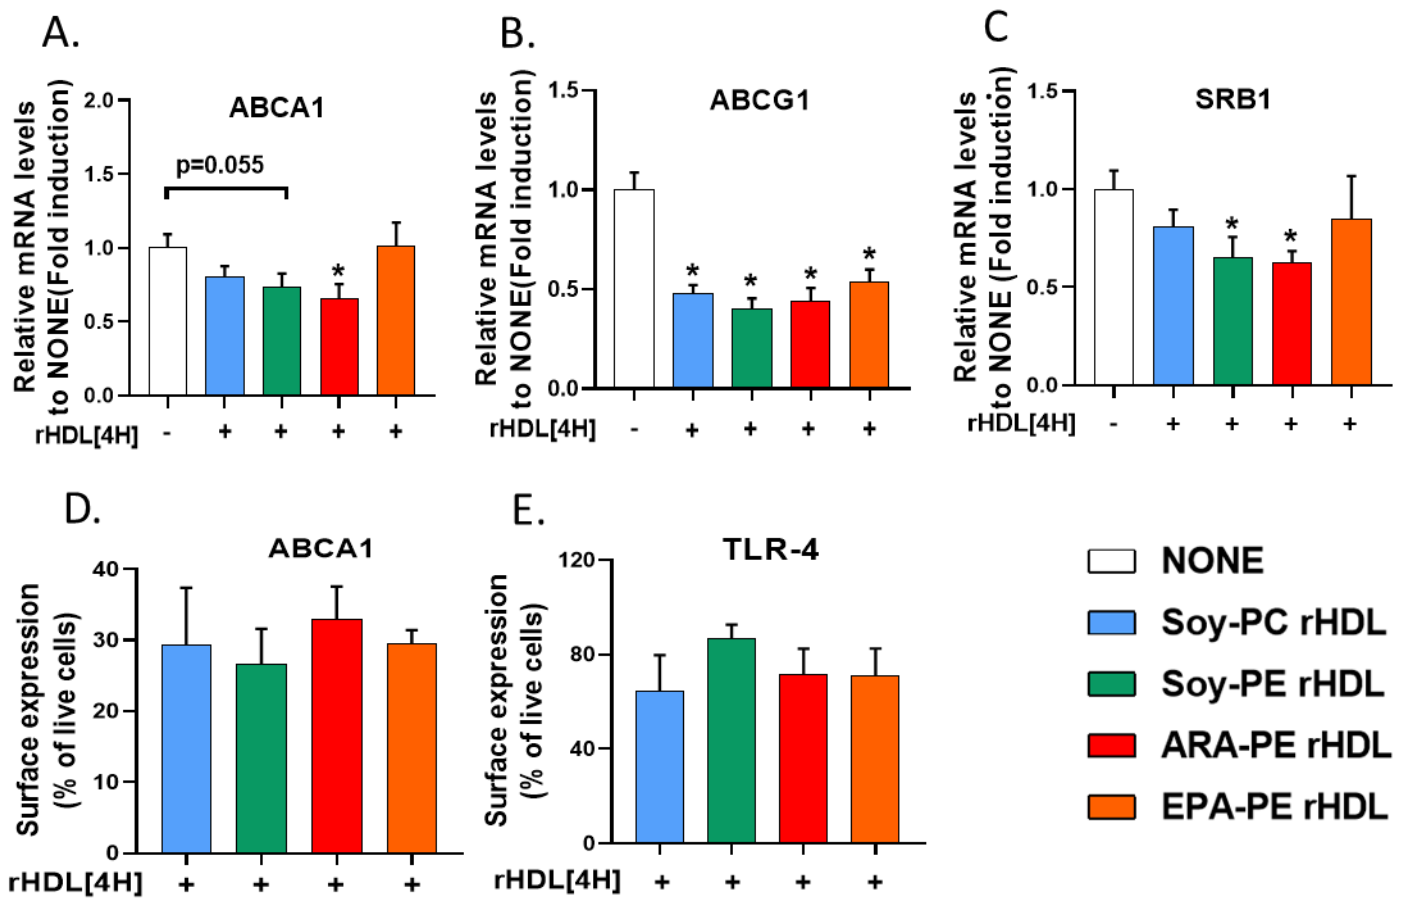 A.
ABCA1
Relative mRNA levels
to NONE(Fold induction)
2.0
1.5
1.0
0.5
0.0
p=0.055
*
rHDL[4H] - + + + +
B.
ABCG1
Relative mRNA levels
to NONE(Fold induction)
1.5
1.0
0.5
0.0
* * * *
rHDL[4H] - + + + +
C
SRB1
Relative mRNA levels
to NONE (Fold induction)
1.5
1.0
0.5
0.0
* *
rHDL[4H] - + + + +
D.
ABCA1
Surface expression
(% of live cells)
40
30
20
10
0
rHDL[4H] + + + +
E.
TLR-4
Surface expression
(% of live cells)
120
80
40
0
rHDL[4H] + + + +
NONE
Soy-PC rHDL
Soy-PE rHDL
ARA-PE rHDL
EPA-PE rHDL